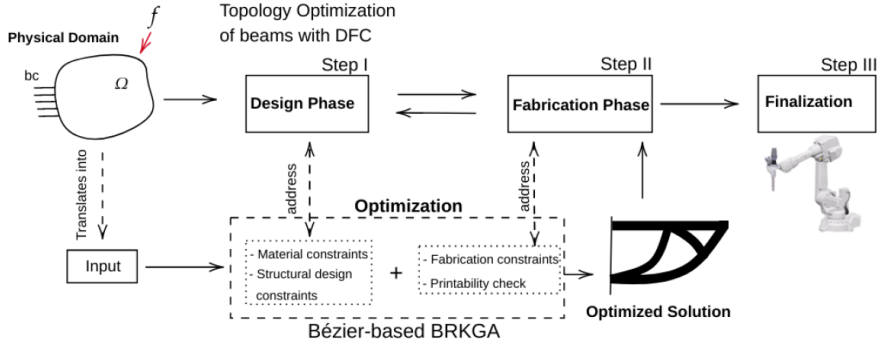 Topology Optimization
of beams with DFC
f
Physical Domain
bc
Ω
Step I
Design Phase
Step II
Fabrication Phase
Step III
Finalization
Translates into
address
address
Input
Optimization
- Material constraints
- Structural design
constraints
+
- Fabrication constraints
- Printability check
Optimized Solution
Bézier-based BRKGA